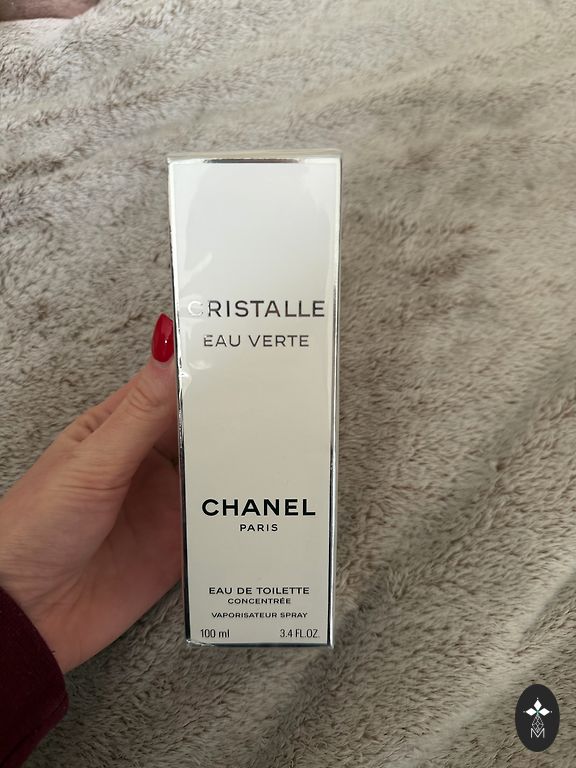 CRISTALLE
EAU VERTE
CHANEL
PARIS
EAU DE TOILETTE
CONCENTRÉE
VAPORISATEUR SPRAY
100 ml 3.4 FL.OZ.
M